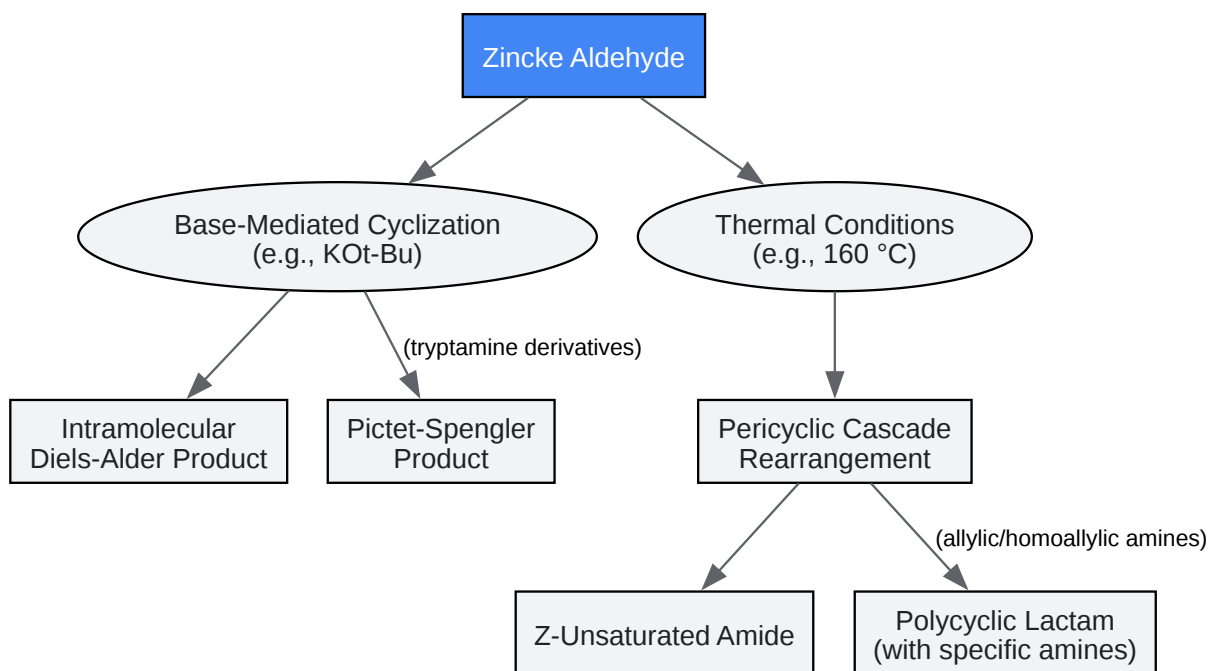 Zincke Aldehyde
Base-Mediated Cyclization
(e.g., KOt-Bu)
Thermal Conditions
(e.g., 160 °C)
(tryptamine derivatives)
Intramolecular
Diels-Alder Product
Pictet-Spengler
Product
Pericyclic Cascade
Rearrangement
(allylic/homoallylic amines)
Z-Unsaturated Amide
Polycyclic Lactam
(with specific amines)